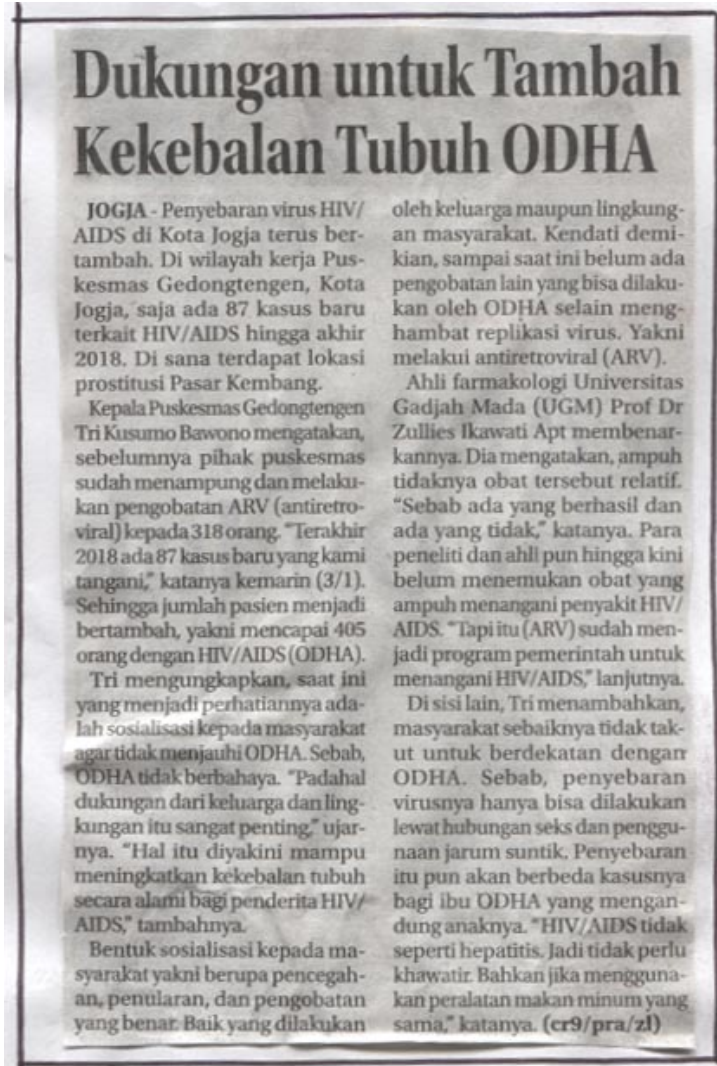 Dukungan untuk Tambah
Kekebalan Tubuh ODHA
JOGJA - Penyebaran virus HIV/
AIDS di Kota Jogja terus ber-
tambah. Di wilayah kerja Pus-
kesmas Gedongtengen, Kota
Jogja, saja ada 87 kasus baru
terkait HIV/AIDS hingga akhir
2018. Di sana terdapat lokasi
prostitusi Pasar Kembang.
Kepala Puskesmas Gedongtengen
Tri Kusumo Bawono mengatakan,
sebelumnya pihak puskesmas
sudah menampung dan melaku-
kan pengobatan ARV (antiretro-
viral) kepada 318 orang. "Terakhir
2018 ada 87 kasus baru yang kami
tangani," katanya kemarin (3/1).
Sehingga jumlah pasien menjadi
bertambah, yakni mencapai 405
orang dengan HIV/AIDS (ODHA).
Tri mengungkapkan, saat ini
yang menjadi perhatiannya ada-
lah sosialisasi kepada masyarakat
agar tidak menjauhi ODHA. Sebab,
ODHA tidak berbahaya. "Padahal
dukungan dari keluarga dan ling-
kungan itu sangat penting," ujar-
nya. "Hal itu diyakini mampu
meningkatkan kekebalan tubuh
secara alami bagi penderita HIV/
AIDS," tambahnya.
Bentuk sosialisasi kepada ma-
syarakat yakni berupa pencegah-
an, penularan, dan pengobatan
yang benar. Baik yang dilakukan
oleh keluarga maupun lingkung-
an masyarakat. Kendati demi-
kian, sampai saat ini belum ada
pengobatan lain yang bisa dilaku-
kan oleh ODHA selain meng-
hambat replikasi virus. Yakni
melakui antiretroviral (ARV).
Ahli farmakologi Universitas
Gadjah Mada (UGM) Prof Dr
Zullies Ikawati Apt membenar-
kannya. Dia mengatakan, ampuh
tidaknya obat tersebut relatif.
"Sebab ada yang berhasil dan
ada yang tidak," katanya. Para
peneliti dan ahli pun hingga kini
belum menemukan obat yang
ampuh menangani penyakit HIV/
AIDS. "Tapi itu (ARV) sudah men-
jadi program pemerintah untuk
menangani HIV/AIDS," lanjutnya.
Di sisi lain, Tri menambahkan,
masyarakat sebaiknya tidak tak-
ut untuk berdekatan dengan
ODHA. Sebab, penyebaran
virusnya hanya bisa dilakukan
lewat hubungan seks dan penggu-
naan jarum suntik. Penyebaran
itu pun akan berbeda kasusnya
bagi ibu ODHA yang mengan-
dung anaknya. "HIV/AIDS tidak
seperti hepatitis. Jadi tidak perlu
khawatir. Bahkan jika mengguna-
kan peralatan makan minum yang
sama," katanya. (cr9/pra/zl)